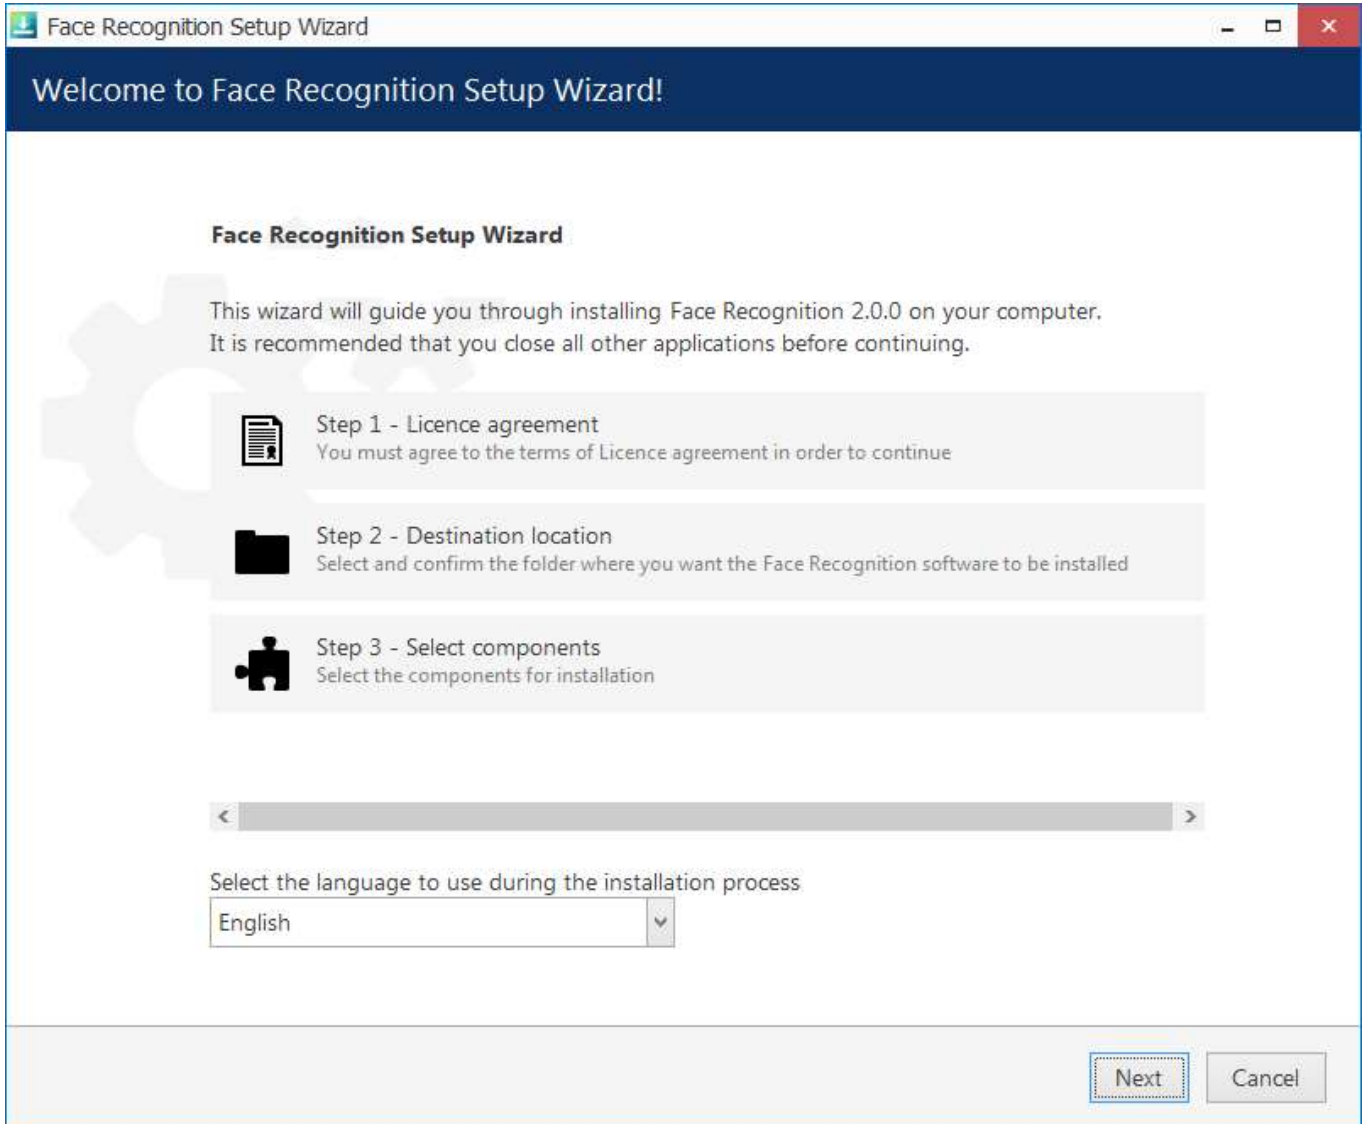 Face Recognition Setup Wizard
Welcome to Face Recognition Setup Wizard!
Face Recognition Setup Wizard
This wizard will guide you through installing Face Recognition 2.0.0 on your computer.
It is recommended that you close all other applications before continuing.
Step 1 - Licence agreement
You must agree to the terms of Licence agreement in order to continue
Step 2 - Destination location
Select and confirm the folder where you want the Face Recognition software to be installed
Step 3 - Select components
Select the components for installation
Select the language to use during the installation process
English
Next
Cancel